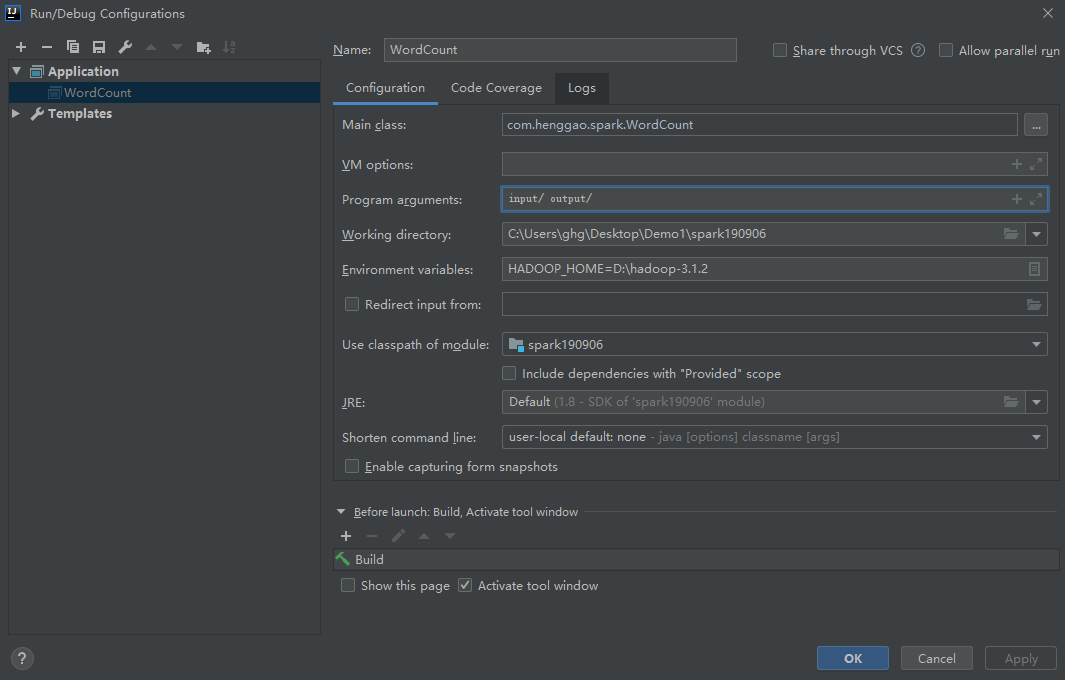 IJ Run/Debug Configurations
Name: WordCount Share through VCS ? Allow parallel run
Application
WordCount
Templates
Configuration Code Coverage Logs
Main class: com.henggao.spark.WordCount ...
VM options:
Program arguments: input/ output/
Working directory: C:\Users\ghg\Desktop\Demo1\spark190906
Environment variables: HADOOP_HOME=D:\hadoop-3.1.2
Redirect input from:
Use classpath of module: spark190906
Include dependencies with "Provided" scope
JRE: Default (1.8 - SDK of 'spark190906' module)
Shorten command line: user-local default: none - java [options] classname [args]
Enable capturing form snapshots
Before launch: Build, Activate tool window
Build
Show this page Activate tool window
? OK Cancel Apply